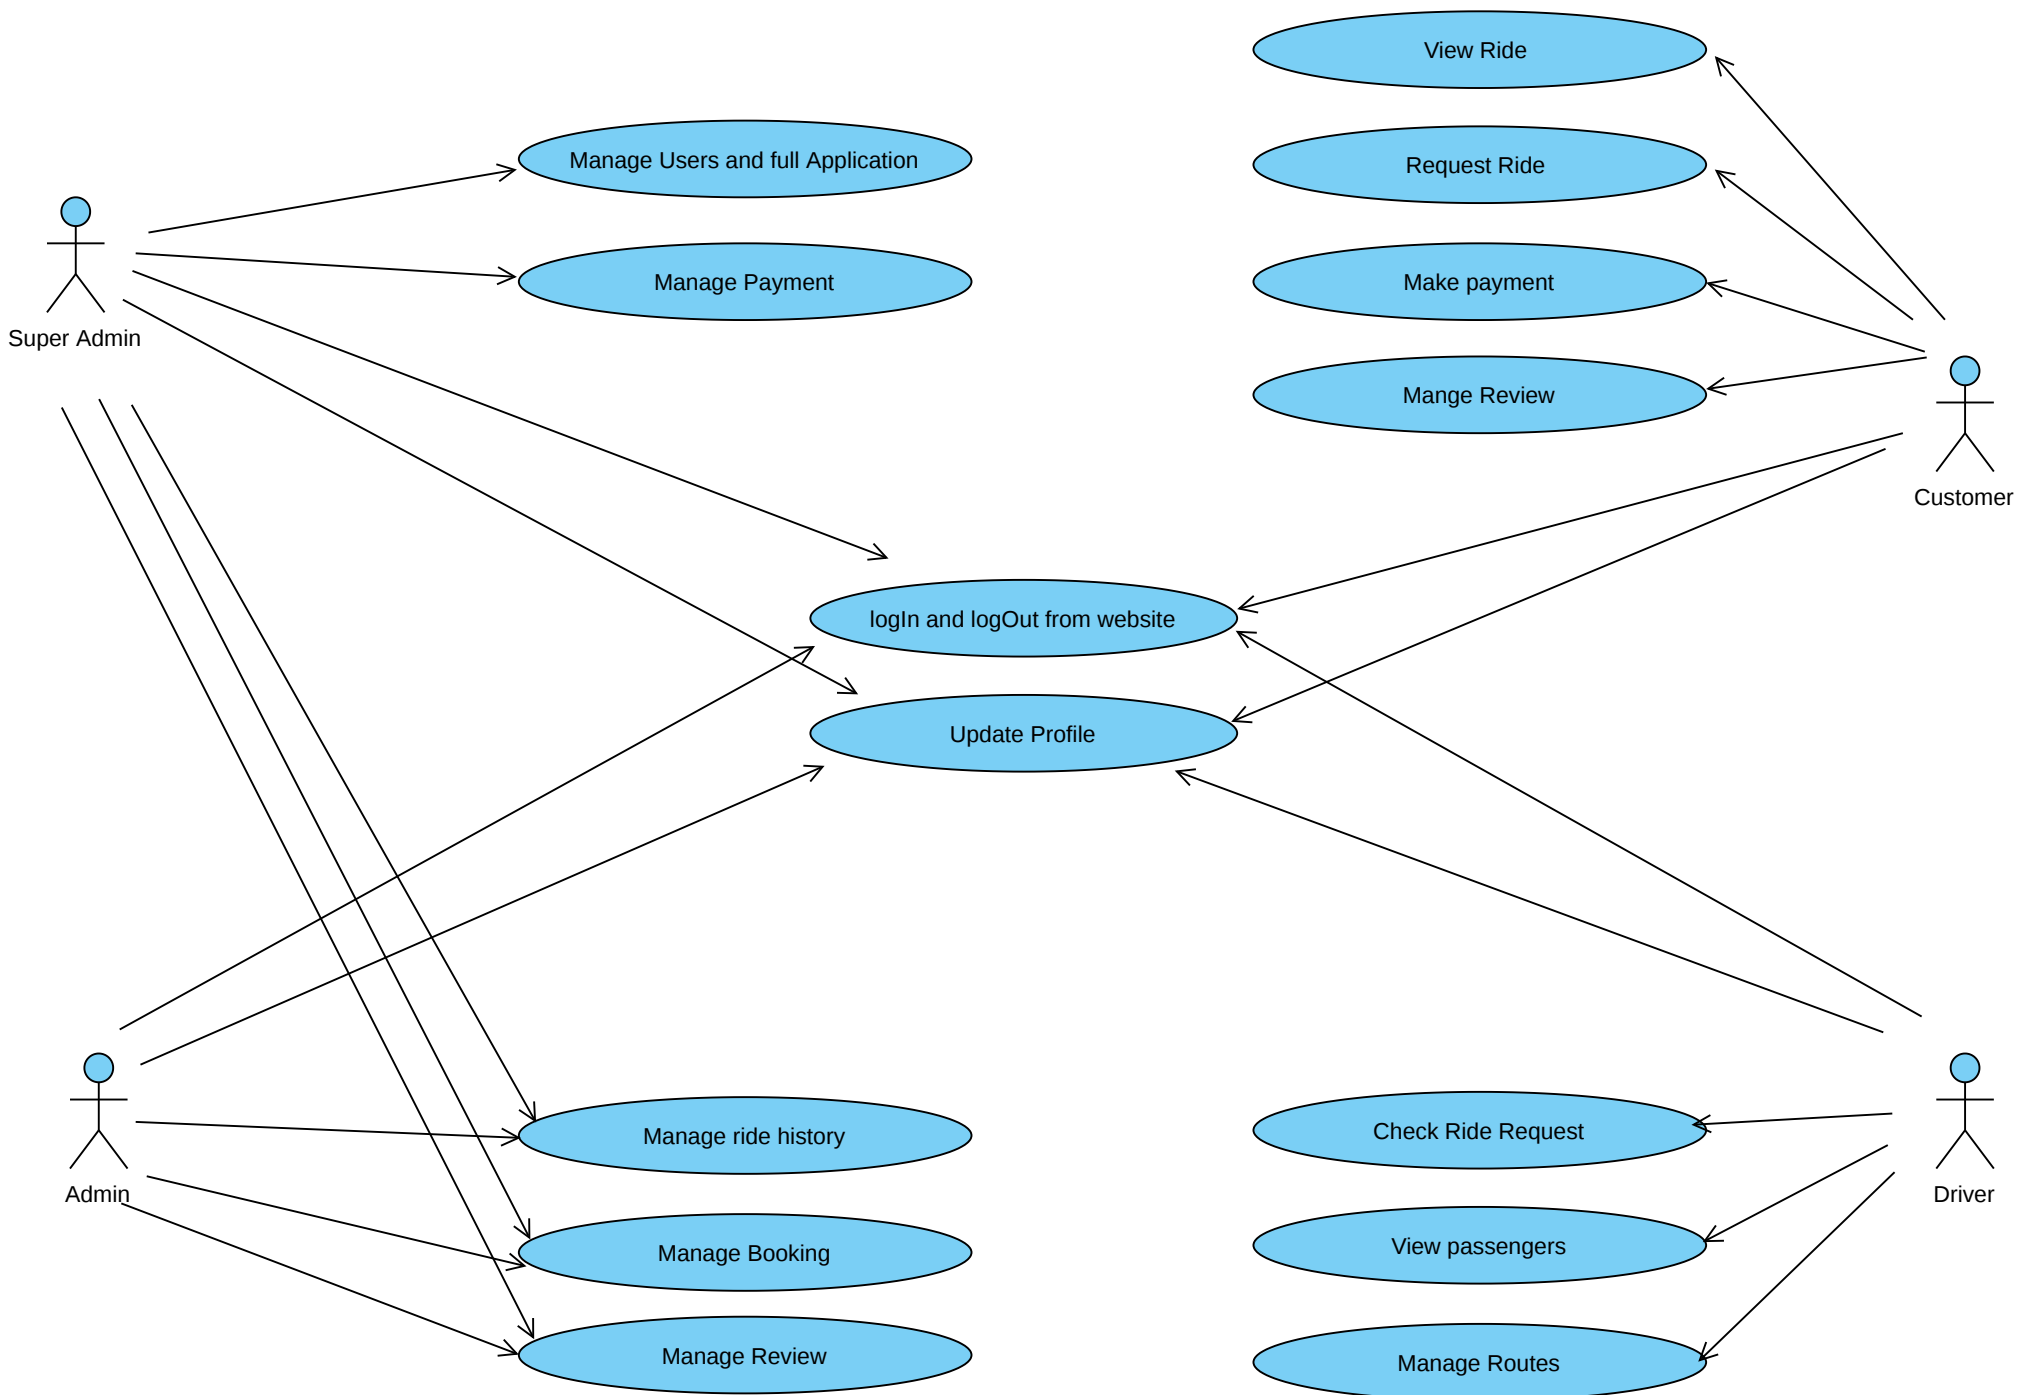 View Ride
Manage Users and full Application
Request Ride
Manage Payment
Make payment
Super Admin
Mange Review
Customer
logIn and logOut from website
Update Profile
Manage ride history
Check Ride Request
Admin
Driver
Manage Booking
View passengers
Manage Review
Manage Routes